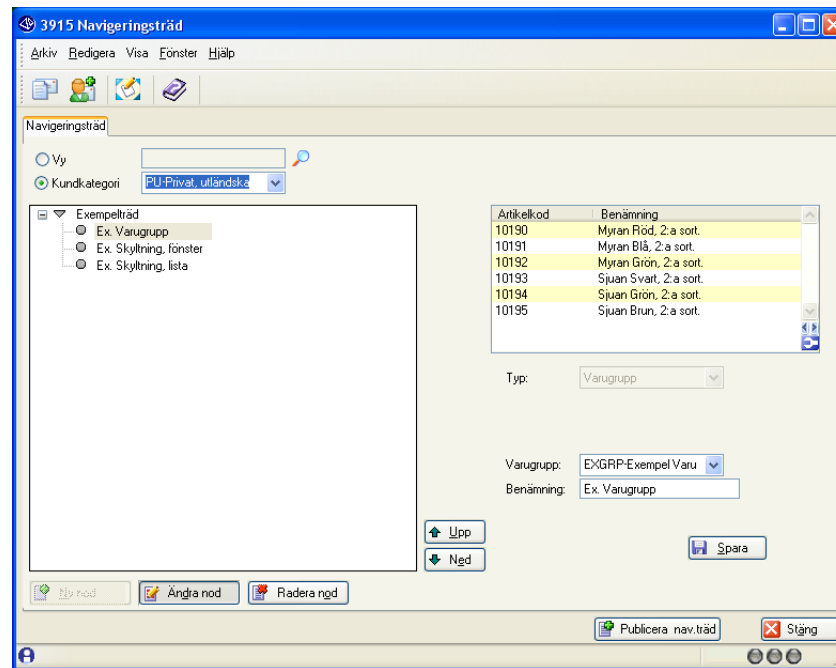 3915 Navigeringsträd
Arkiv Redigera Visa Fönster Hjälp
Navigeringsträd
Vy
Kundkategori PU-Privat, utländska
Exempelträd
Ex. Varugrupp
Ex. Skyltning, fönster
Ex. Skyltning, lista
Artikelkod Benämning
10190 Myran Röd, 2:a sort.
10191 Myran Blå, 2:a sort.
10192 Myran Grön, 2:a sort.
10193 Sjuan Svart, 2:a sort.
10194 Sjuan Grön, 2:a sort.
10195 Sjuan Brun, 2:a sort.
Typ: Varugrupp
Varugrupp: EXGRP-Exempel Varu
Benämning: Ex. Varugrupp
Upp
Ned
Spara
Ny nod Ändra nod Radera nod
Publicera nav.träd Stäng